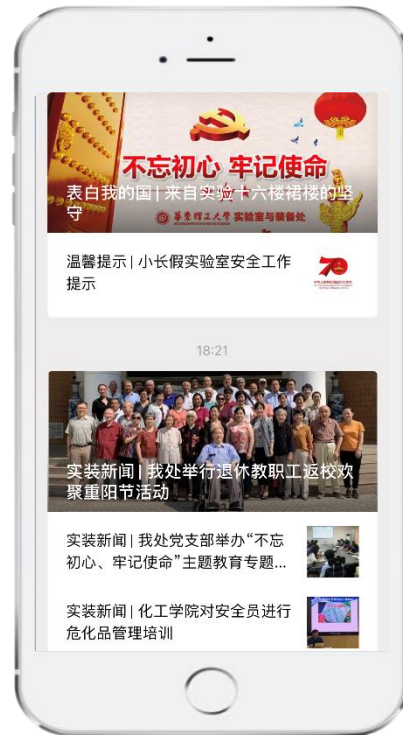 不忘初心 牢记使命
表白我的国 | 来自实验十六楼裙楼的坚
守
華東理工大學 实验室与装备处
温馨提示 | 小长假实验室安全工作
提示
70
18:21
实装新闻 | 我处举行退休教职工返校欢
聚重阳节活动
实装新闻 | 我处党支部举办“不忘
初心、牢记使命”主题教育专题...
实装新闻 | 化工学院对安全员进行
危化品管理培训